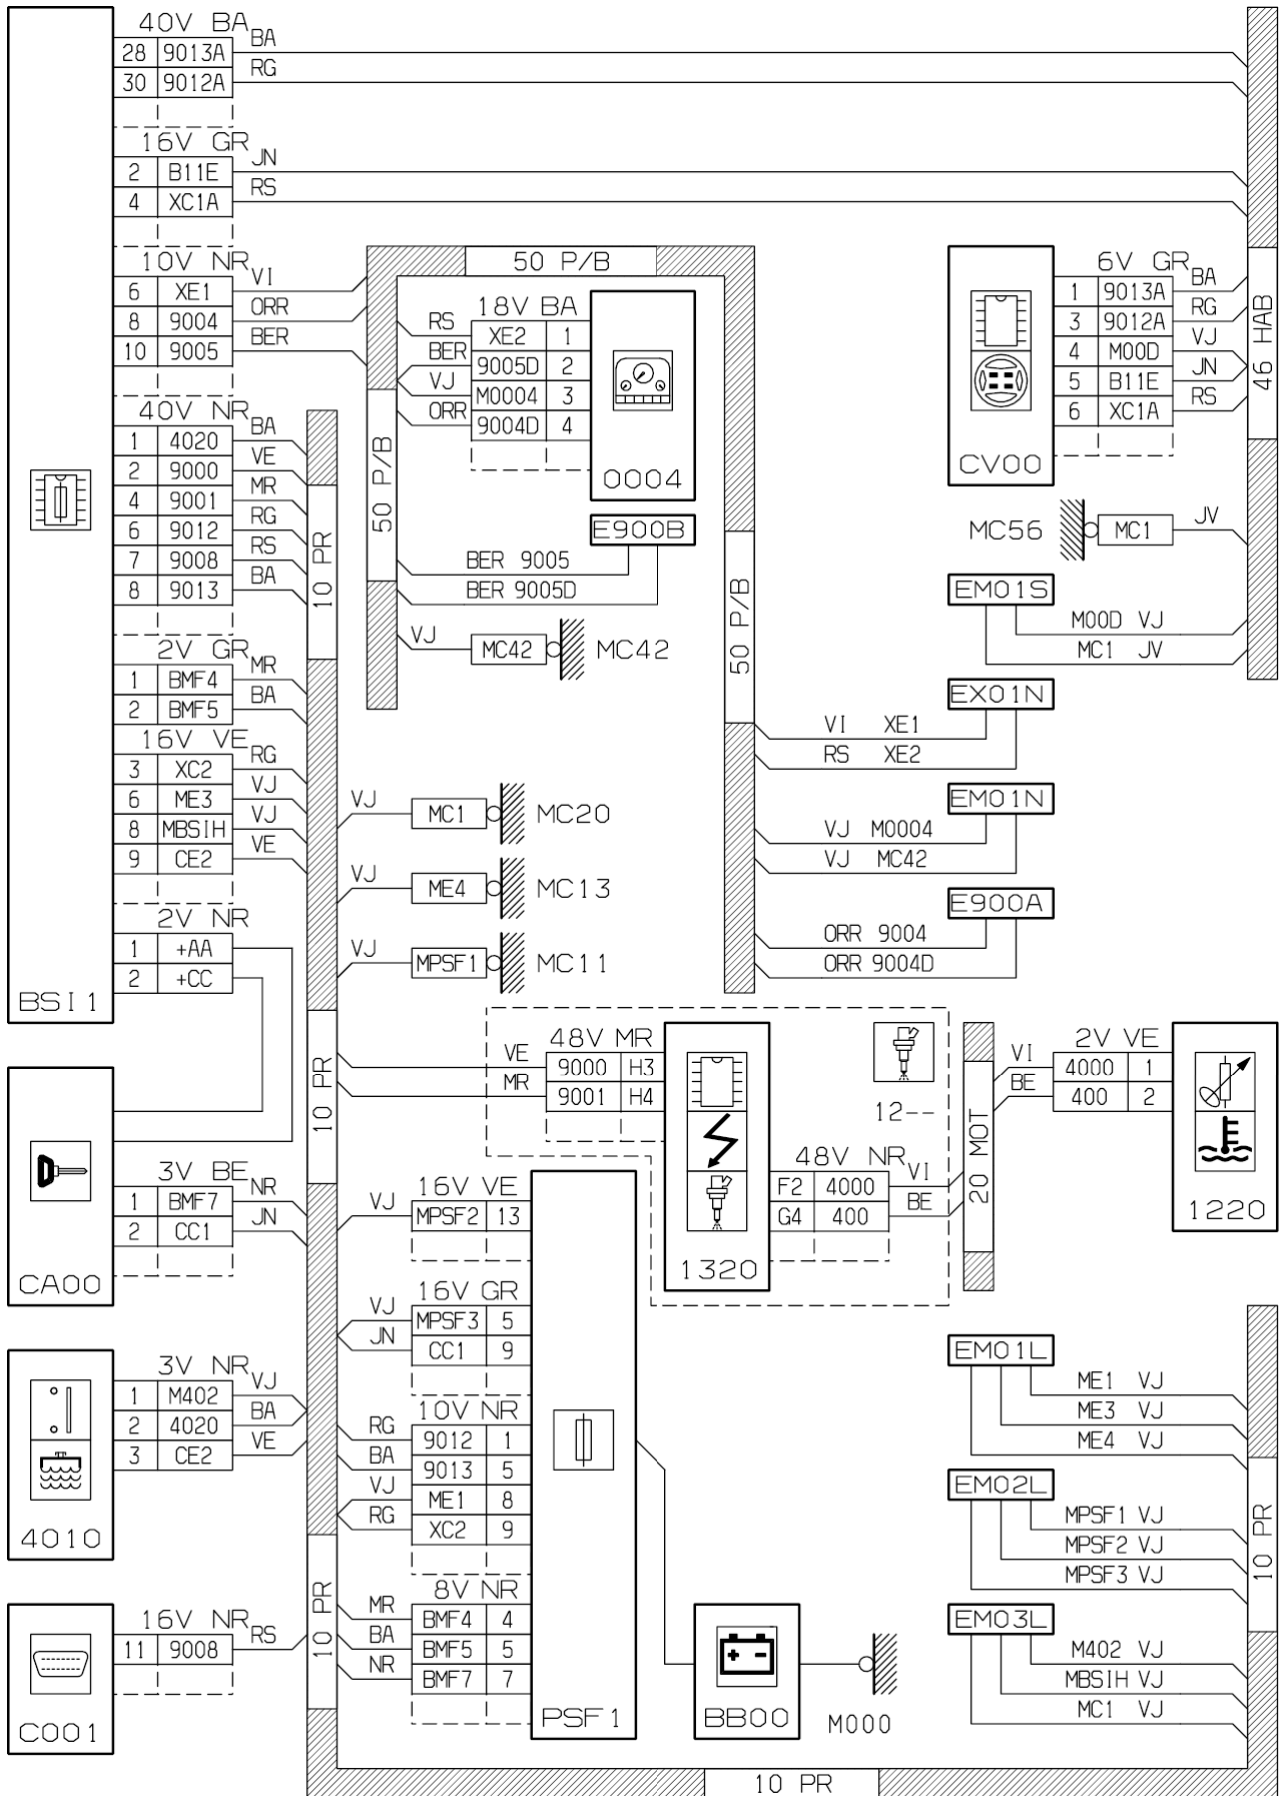 40V BA
28 9013A BA
30 9012A RG
16V GR
2 B11E JN
4 XC1A RS
10V NR
6 XE1 VI
8 9004 ORR
10 9005 BER
40V NR
1 4020 BA
2 9000 VE
4 9001 MR
6 9012 RG
7 9008 RS
8 9013 BA
2V GR
1 BMF4 MR
2 BMF5 BA
16V VE
3 XC2 RG
6 ME3 VJ
8 MBSIH VJ
9 CE2 VE
2V NR
1 +AA
2 +CC
BSI1
3V BE
1 BMF7 NR
2 CC1 JN
CA00
3V NR
1 M402 VJ
2 4020 BA
3 CE2 VE
4010
16V NR
11 9008 RS
C001
10 PR
10 PR
10 PR
10 PR
50 P/B
50 P/B
50 P/B
18V BA
RS XE2 1
BER 9005D 2
VJ M0004 3
ORR 9004D 4
0004
E900B
BER 9005
BER 9005D
VJ MC42 MC42
VJ MC1 MC20
VJ ME4 MC13
VJ MPSF1 MC11
6V GR
1 9013A BA
3 9012A RG
4 M00D VJ
5 B11E JN
6 XC1A RS
CV00
46 HAB
MC56 MC1 JV
EM01S
M00D VJ
MC1 JV
EX01N
VI XE1
RS XE2
EM01N
VJ M0004
VJ MC42
E900A
ORR 9004
ORR 9004D
48V MR
VE 9000 H3
MR 9001 H4
12--
48V NR
F2 4000 VI
G4 400 BE
1320
20 MOT
2V VE
VI 4000 1
BE 400 2
1220
16V VE
VJ MPSF2 13
16V GR
VJ MPSF3 5
JN CC1 9
10V NR
RG 9012 1
BA 9013 5
VJ ME1 8
RG XC2 9
8V NR
MR BMF4 4
BA BMF5 5
NR BMF7 7
PSF1
BB00
M000
EM01L
ME1 VJ
ME3 VJ
ME4 VJ
EM02L
MPSF1 VJ
MPSF2 VJ
MPSF3 VJ
EM03L
M402 VJ
MBSIH VJ
MC1 VJ
10 PR